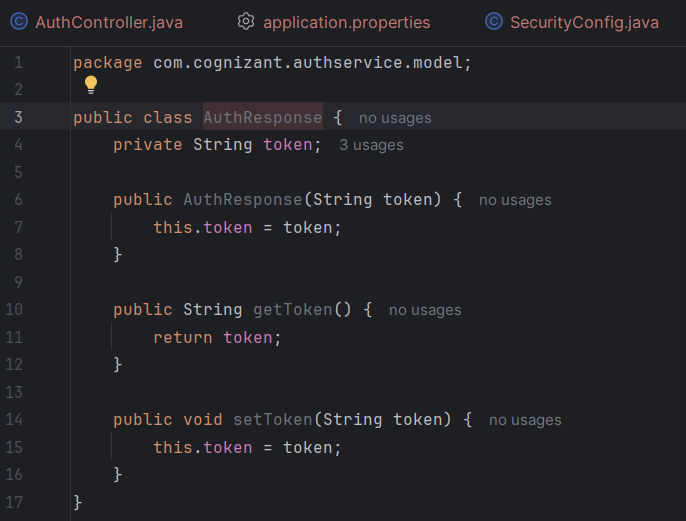 AuthController.java application.properties SecurityConfig.java
1 package com.cognizant.authservice.model;
2
3 public class AuthResponse { no usages
4 private String token; 3 usages
5
6 public AuthResponse(String token) { no usages
7 this.token = token;
8 }
9
10 public String getToken() { no usages
11 return token;
12 }
13
14 public void setToken(String token) { no usages
15 this.token = token;
16 }
17 }